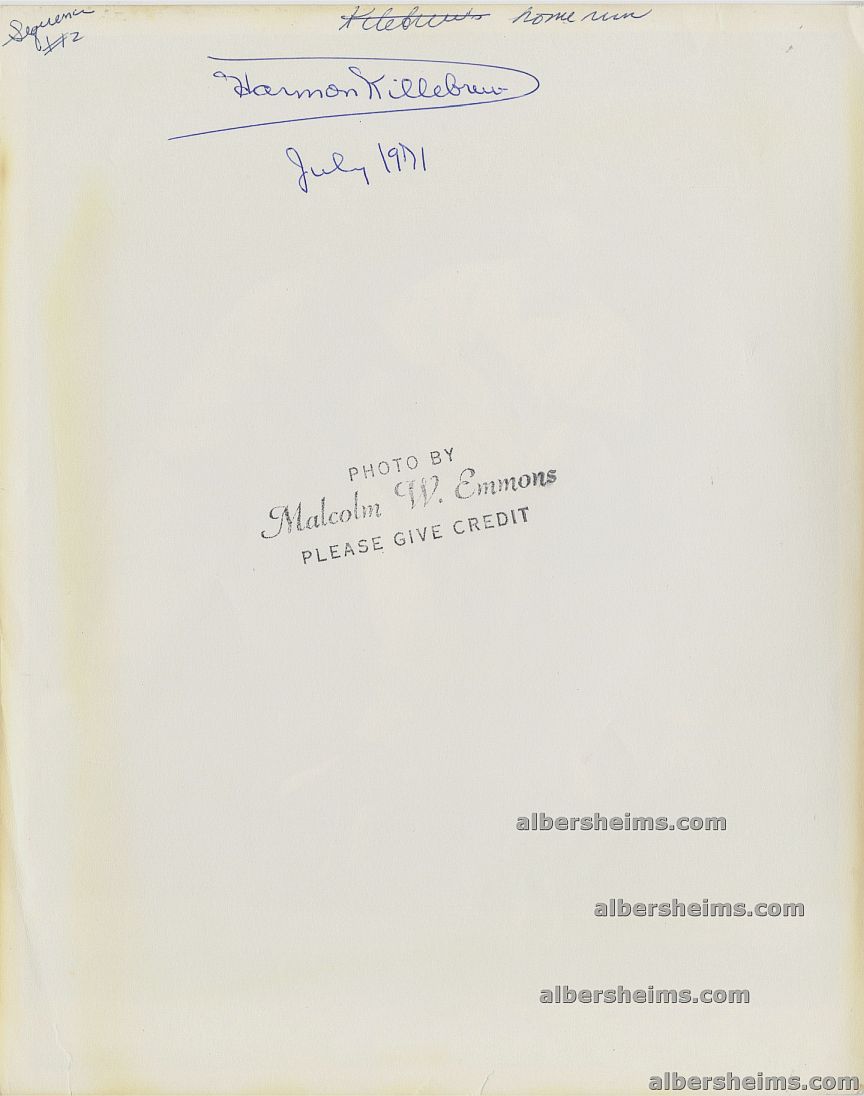 Sequence
#2
Killebrew's home run
Harmon Killebrew
July 1971
PHOTO BY
Malcolm W. Emmons
PLEASE GIVE CREDIT
albersheims.com
albersheims.com
albersheims.com
albersheims.com